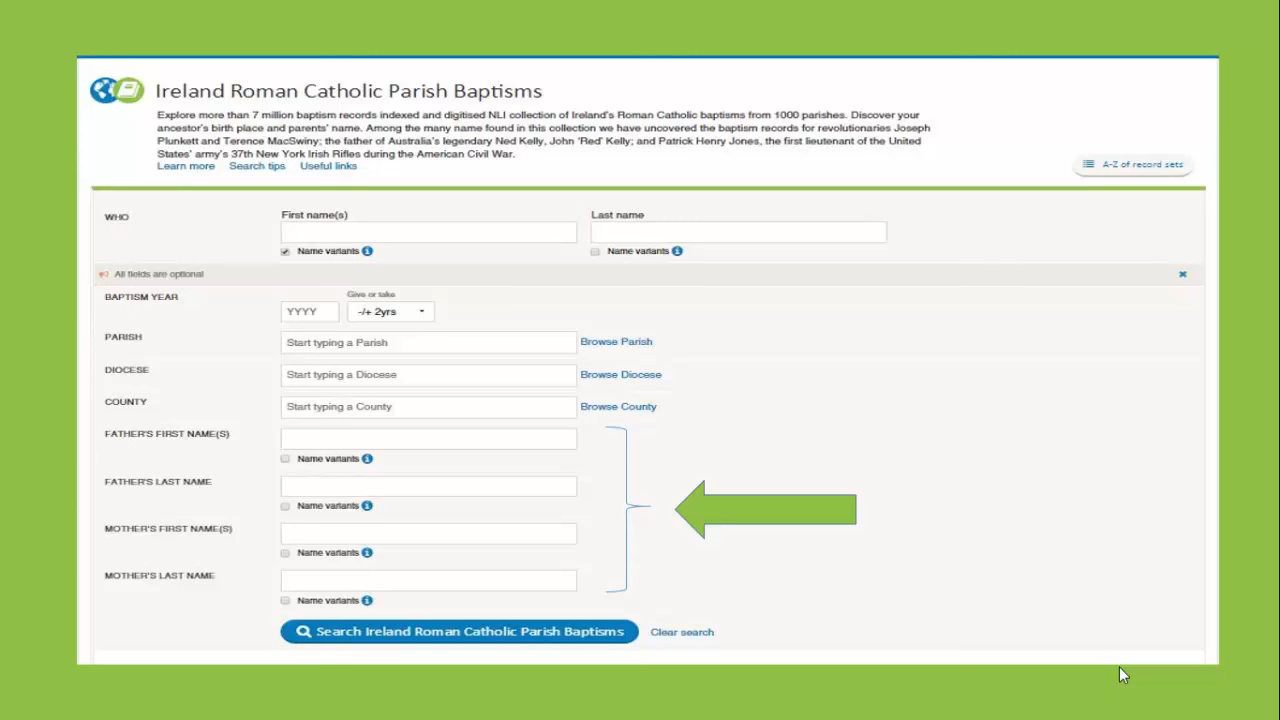 Ireland Roman Catholic Parish Baptisms
Explore more than 7 million baptism records indexed and digitised NLI collection of Ireland's Roman Catholic baptisms from 1000 parishes. Discover your
ancestor's birth place and parents' name. Among the many name found in this collection we have uncovered the baptism records for revolutionaries Joseph
Plunkett and Terence MacSwiny; the father of Australia's legendary Ned Kelly, John 'Red' Kelly; and Patrick Henry Jones, the first lieutenant of the United
States' army's 37th New York Irish Rifles during the American Civil War.
Learn more Search tips Useful links
A-Z of record sets
WHO
First name(s) Last name
Name variants Name variants
All fields are optional
BAPTISM YEAR
Give or take
YYYY -/+ 2yrs
PARISH
Start typing a Parish Browse Parish
DIOCESE
Start typing a Diocese Browse Diocese
COUNTY
Start typing a County Browse County
FATHER'S FIRST NAME(S)
Name variants
FATHER'S LAST NAME
Name variants
MOTHER'S FIRST NAME(S)
Name variants
MOTHER'S LAST NAME
Name variants
Search Ireland Roman Catholic Parish Baptisms Clear search